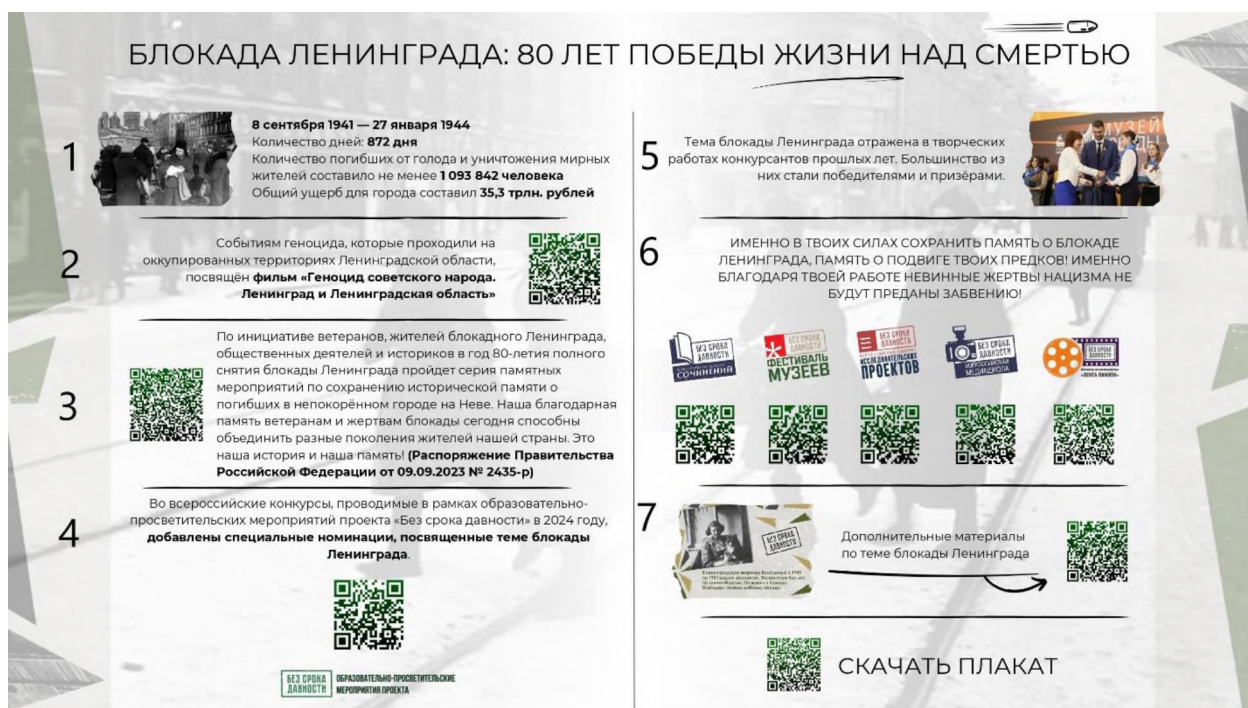 БЛОКАДА ЛЕНИНГРАДА: 80 ЛЕТ ПОБЕДЫ ЖИЗНИ НАД СМЕРТЬЮ
1
8 сентября 1941 — 27 января 1944
Количество дней: 872 дня
Количество погибших от голода и уничтожения мирных
жителей составило не менее 1 093 842 человека
Общий ущерб для города составил 35,3 трлн. рублей
2
Событиям геноцида, которые проходили на
оккупированных территориях Ленинградской области,
посвящён фильм «Геноцид советского народа.
Ленинград и Ленинградская область»
3
По инициативе ветеранов, жителей блокадного Ленинграда,
общественных деятелей и историков в год 80-летия полного
снятия блокады Ленинграда пройдет серия памятных
мероприятий по сохранению исторической памяти о
погибших в непокорённом городе на Неве. Наша благодарная
память ветеранам и жертвам блокады сегодня способны
объединить разные поколения жителей нашей страны. Это
наша история и наша память! (Распоряжение Правительства
Российской Федерации от 09.09.2023 № 2435-р)
4
Во всероссийские конкурсы, проводимые в рамках образовательно-
просветительских мероприятий проекта «Без срока давности» в 2024 году,
добавлены специальные номинации, посвященные теме блокады
Ленинграда.
БЕЗ СРОКА
ДАВНОСТИ
ОБРАЗОВАТЕЛЬНО-ПРОСВЕТИТЕЛЬСКИЕ
МЕРОПРИЯТИЯ ПРОЕКТА
5
Тема блокады Ленинграда отражена в творческих
работах конкурсантов прошлых лет. Большинство из
них стали победителями и призёрами.
МУЗЕЙ
6
ИМЕННО В ТВОИХ СИЛАХ СОХРАНИТЬ ПАМЯТЬ О БЛОКАДЕ
ЛЕНИНГРАДА, ПАМЯТЬ О ПОДВИГЕ ТВОИХ ПРЕДКОВ! ИМЕННО
БЛАГОДАРЯ ТВОЕЙ РАБОТЕ НЕВИННЫЕ ЖЕРТВЫ НАЦИЗМА НЕ
БУДУТ ПРЕДАНЫ ЗАБВЕНИЮ!
БЕЗ СРОКА
ДАВНОСТИ
СОЧИНЕНИЙ
БЕЗ СРОКА
ДАВНОСТИ
ФЕСТИВАЛЬ
МУЗЕЕВ
БЕЗ СРОКА
ДАВНОСТИ
ИССЛЕДОВАТЕЛЬСКИХ
ПРОЕКТОВ
БЕЗ СРОКА
ДАВНОСТИ
ВСЕРОССИЙСКАЯ
МЕДИАШКОЛА
БЕЗ СРОКА
ДАВНОСТИ
«ЛЕНТА ПАМЯТИ»
7
БЕЗ СРОКА
ДАВНОСТИ
Дополнительные материалы
по теме блокады Ленинграда
СКАЧАТЬ ПЛАКАТ